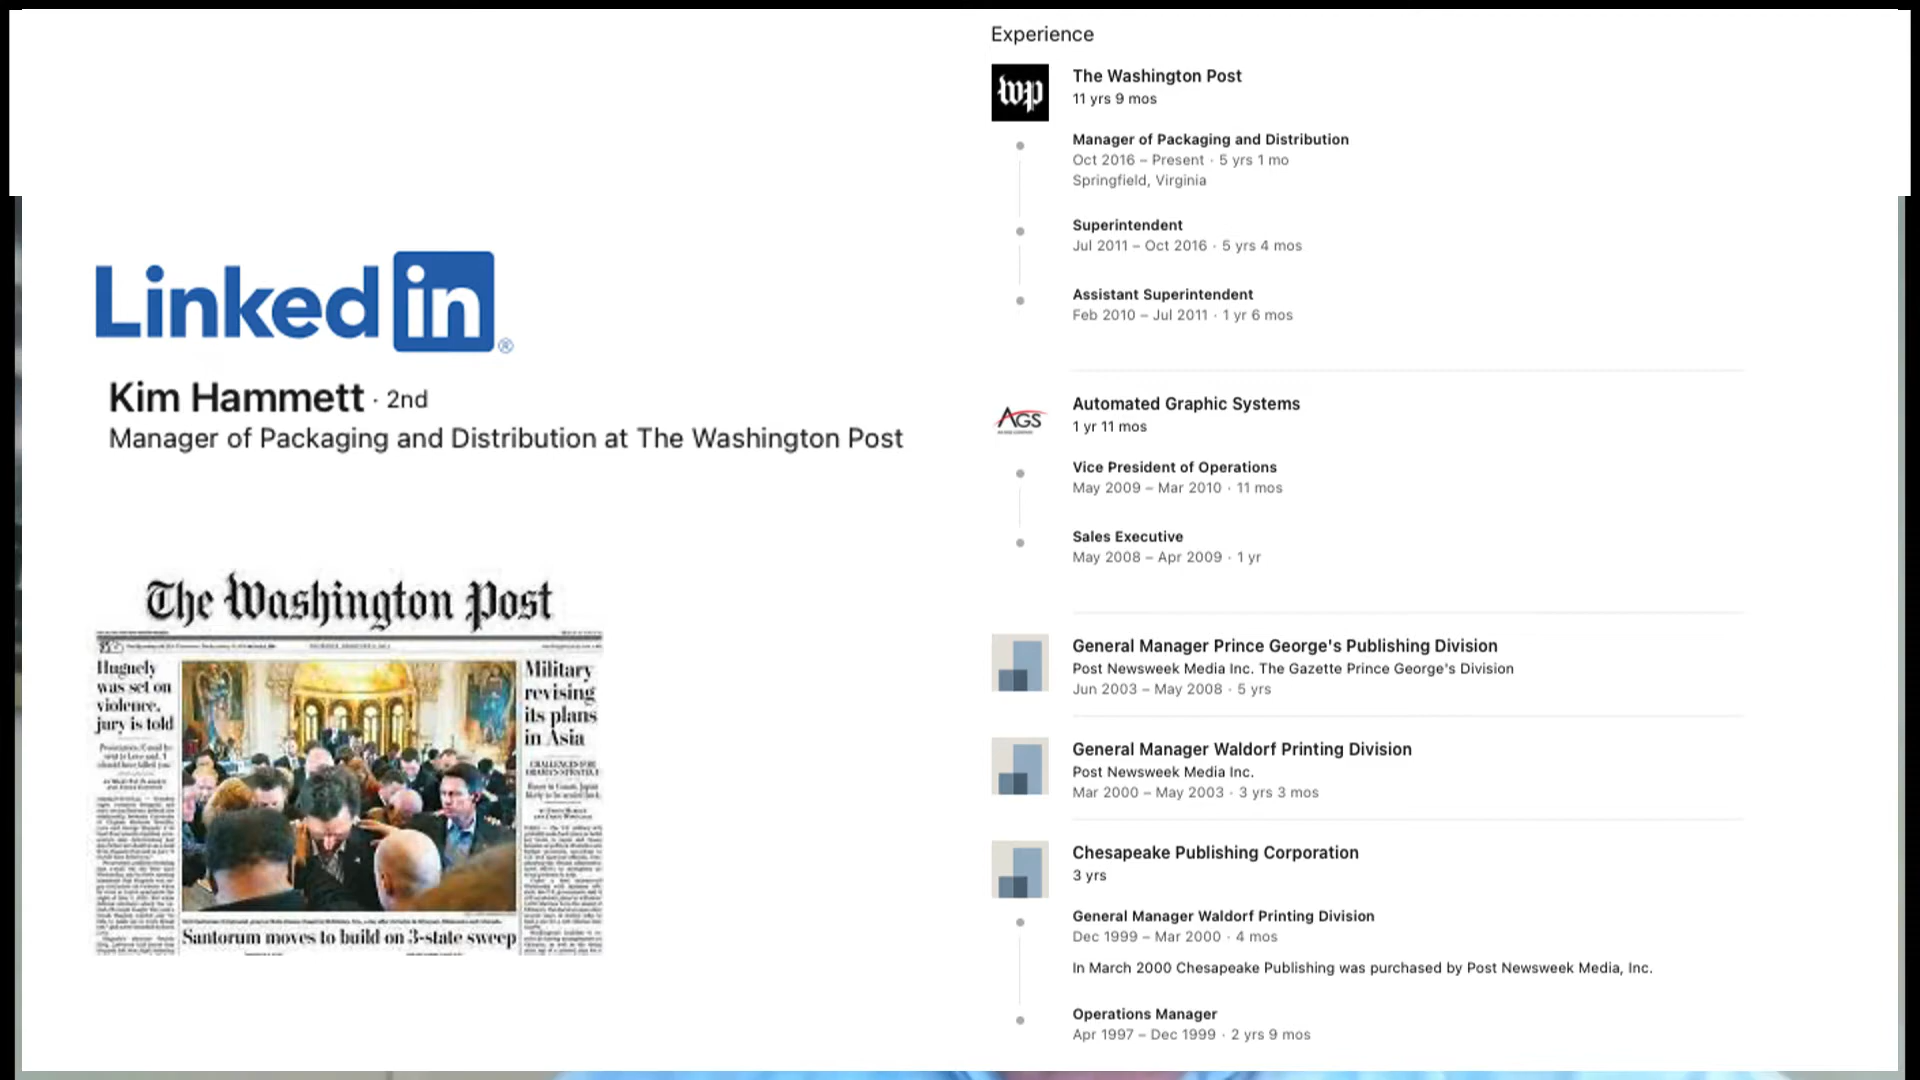 Linked in ®
Kim Hammett · 2nd
Manager of Packaging and Distribution at The Washington Post
The Washington Post
Huguely
was set on
violence,
jury is told
Military
revising
its plans
in Asia
Santorum moves to build on 3-state sweep
Experience
wp
The Washington Post
11 yrs 9 mos
Manager of Packaging and Distribution
Oct 2016 – Present · 5 yrs 1 mo
Springfield, Virginia
Superintendent
Jul 2011 – Oct 2016 · 5 yrs 4 mos
Assistant Superintendent
Feb 2010 – Jul 2011 · 1 yr 6 mos
AGS
Automated Graphic Systems
1 yr 11 mos
Vice President of Operations
May 2009 – Mar 2010 · 11 mos
Sales Executive
May 2008 – Apr 2009 · 1 yr
General Manager Prince George's Publishing Division
Post Newsweek Media Inc. The Gazette Prince George's Division
Jun 2003 – May 2008 · 5 yrs
General Manager Waldorf Printing Division
Post Newsweek Media Inc.
Mar 2000 – May 2003 · 3 yrs 3 mos
Chesapeake Publishing Corporation
3 yrs
General Manager Waldorf Printing Division
Dec 1999 – Mar 2000 · 4 mos
In March 2000 Chesapeake Publishing was purchased by Post Newsweek Media, Inc.
Operations Manager
Apr 1997 – Dec 1999 · 2 yrs 9 mos